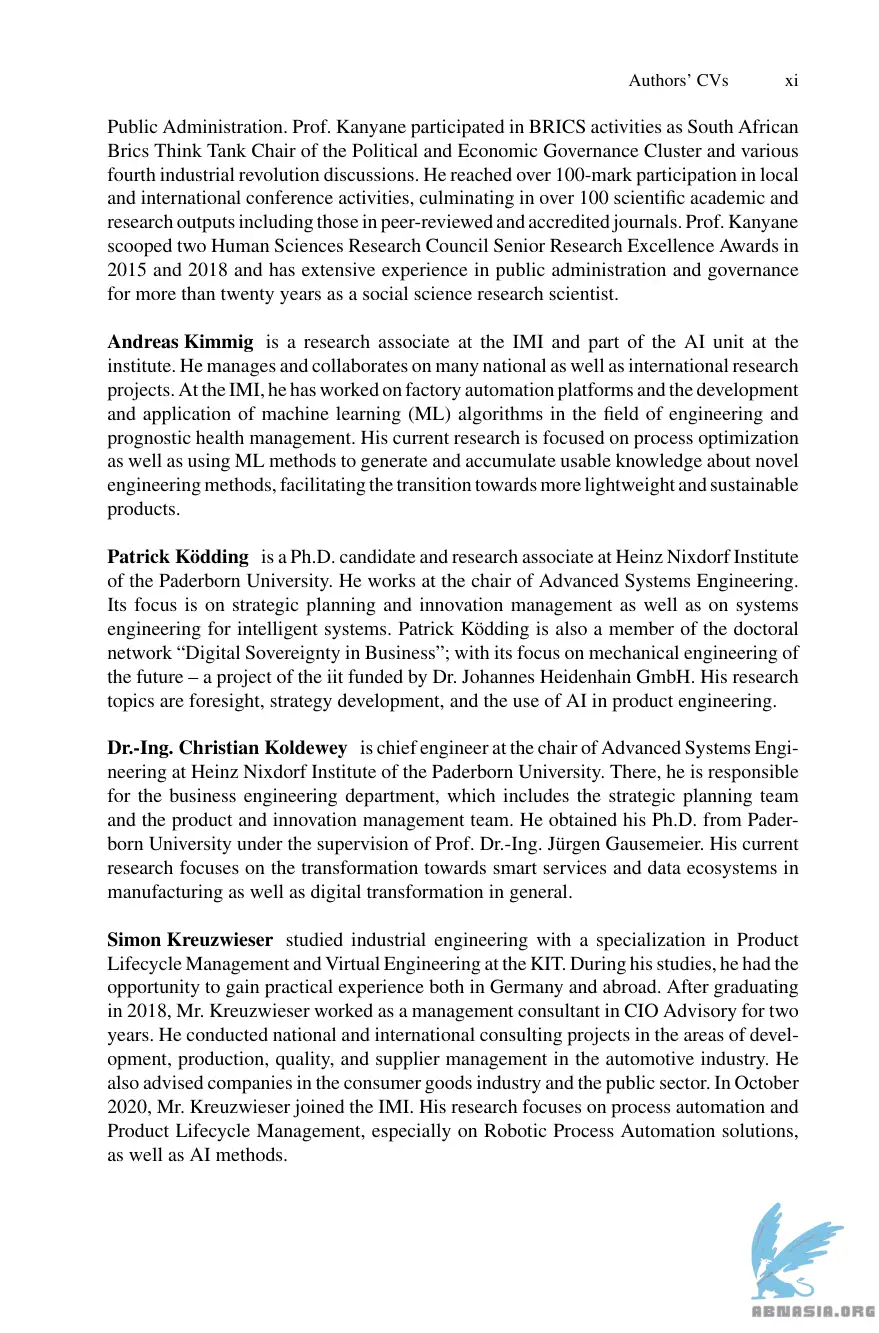 Authors' CVs xi
Public Administration. Prof. Kanyane participated in BRICS activities as South African
Brics Think Tank Chair of the Political and Economic Governance Cluster and various
fourth industrial revolution discussions. He reached over 100-mark participation in local
and international conference activities, culminating in over 100 scientific academic and
research outputs including those in peer-reviewed and accredited journals. Prof. Kanyane
scooped two Human Sciences Research Council Senior Research Excellence Awards in
2015 and 2018 and has extensive experience in public administration and governance
for more than twenty years as a social science research scientist.
Andreas Kimmig is a research associate at the IMI and part of the AI unit at the
institute. He manages and collaborates on many national as well as international research
projects. At the IMI, he has worked on factory automation platforms and the development
and application of machine learning (ML) algorithms in the field of engineering and
prognostic health management. His current research is focused on process optimization
as well as using ML methods to generate and accumulate usable knowledge about novel
engineering methods, facilitating the transition towards more lightweight and sustainable
products.
Patrick Ködding is a Ph.D. candidate and research associate at Heinz Nixdorf Institute
of the Paderborn University. He works at the chair of Advanced Systems Engineering.
Its focus is on strategic planning and innovation management as well as on systems
engineering for intelligent systems. Patrick Ködding is also a member of the doctoral
network “Digital Sovereignty in Business”; with its focus on mechanical engineering of
the future – a project of the iit funded by Dr. Johannes Heidenhain GmbH. His research
topics are foresight, strategy development, and the use of AI in product engineering.
Dr.-Ing. Christian Koldewey is chief engineer at the chair of Advanced Systems Engi-
neering at Heinz Nixdorf Institute of the Paderborn University. There, he is responsible
for the business engineering department, which includes the strategic planning team
and the product and innovation management team. He obtained his Ph.D. from Pader-
born University under the supervision of Prof. Dr.-Ing. Jürgen Gausemeier. His current
research focuses on the transformation towards smart services and data ecosystems in
manufacturing as well as digital transformation in general.
Simon Kreuzwieser studied industrial engineering with a specialization in Product
Lifecycle Management and Virtual Engineering at the KIT. During his studies, he had the
opportunity to gain practical experience both in Germany and abroad. After graduating
in 2018, Mr. Kreuzwieser worked as a management consultant in CIO Advisory for two
years. He conducted national and international consulting projects in the areas of devel-
opment, production, quality, and supplier management in the automotive industry. He
also advised companies in the consumer goods industry and the public sector. In October
2020, Mr. Kreuzwieser joined the IMI. His research focuses on process automation and
Product Lifecycle Management, especially on Robotic Process Automation solutions,
as well as AI methods.
ABNASIA.ORG